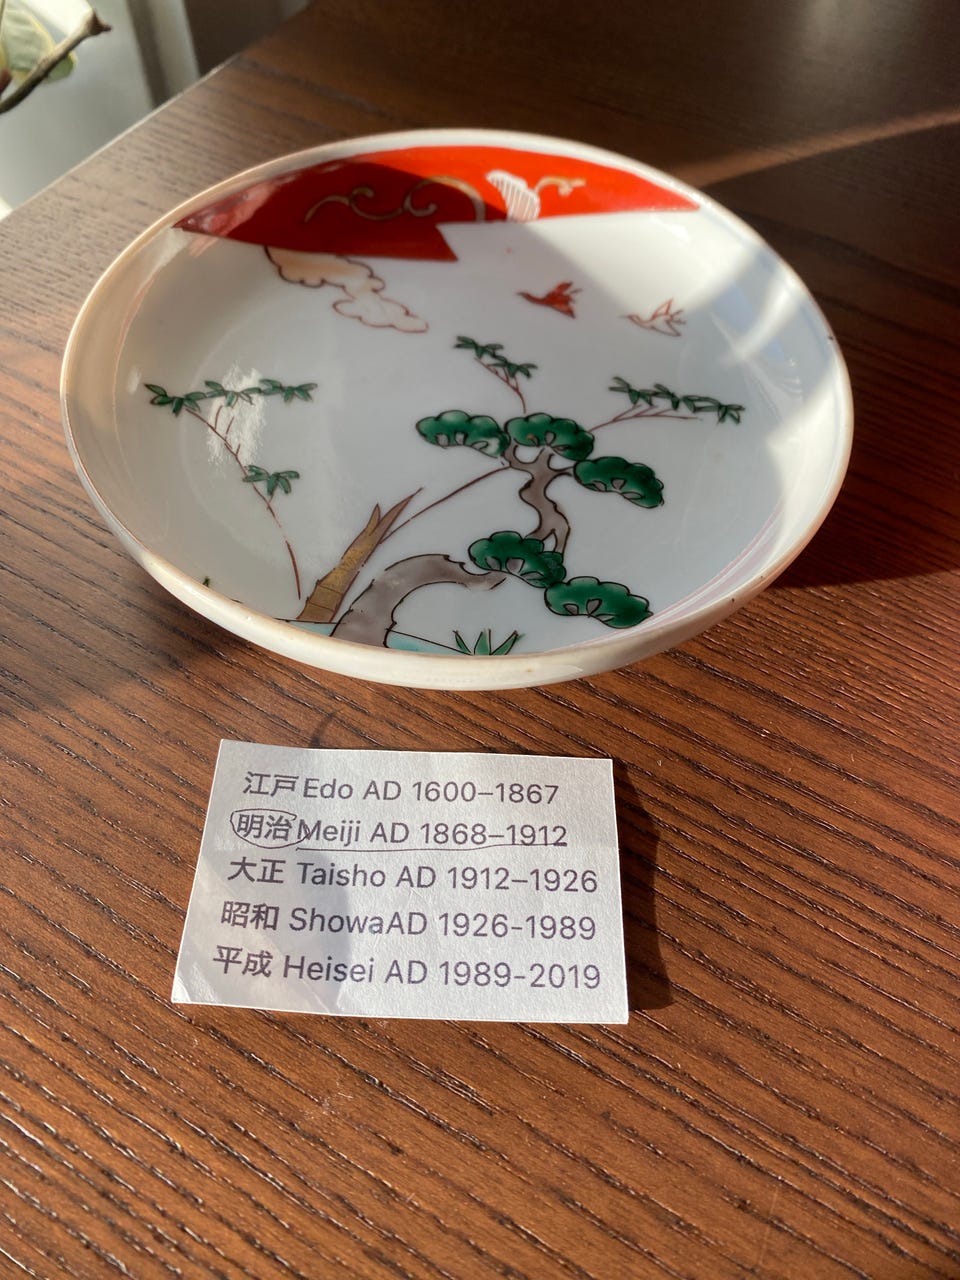 江戸 Edo AD 1600–1867
明治 Meiji AD 1868–1912
大正 Taisho AD 1912–1926
昭和 ShowaAD 1926-1989
平成 Heisei AD 1989-2019